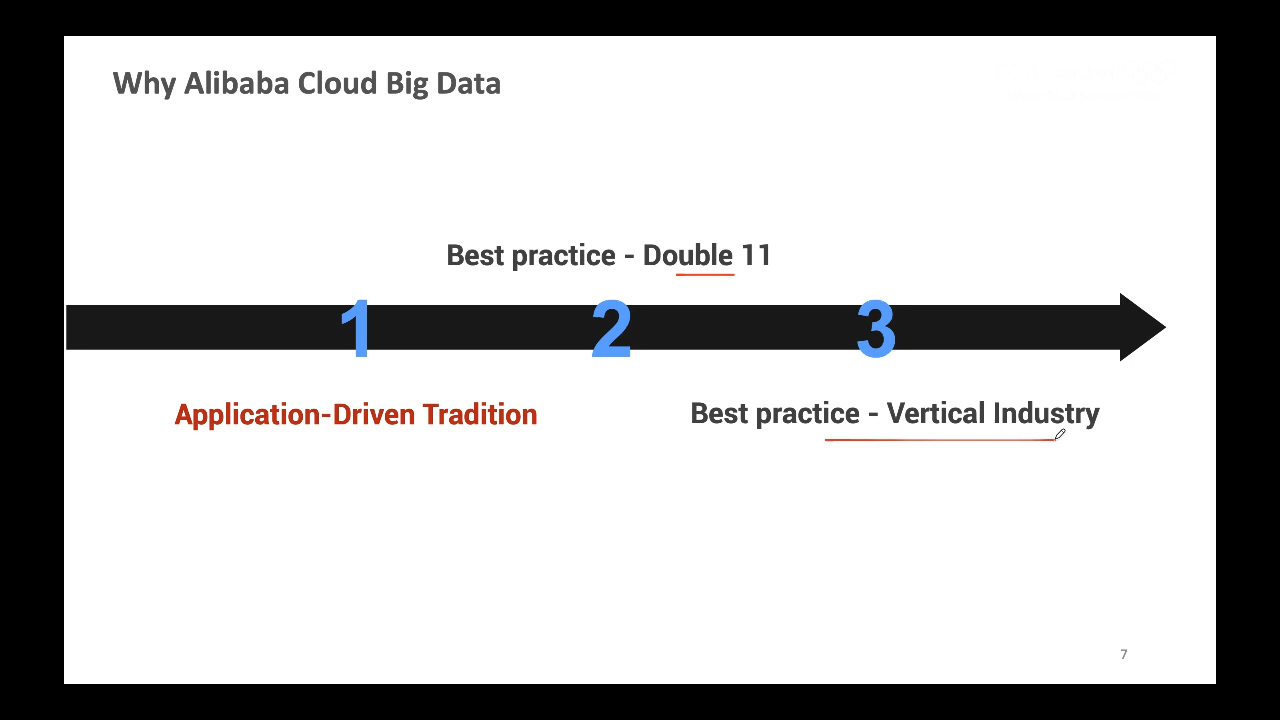 Why Alibaba Cloud Big Data
Best practice - Double 11
1 2 3
Application-Driven Tradition
Best practice - Vertical Industry
7